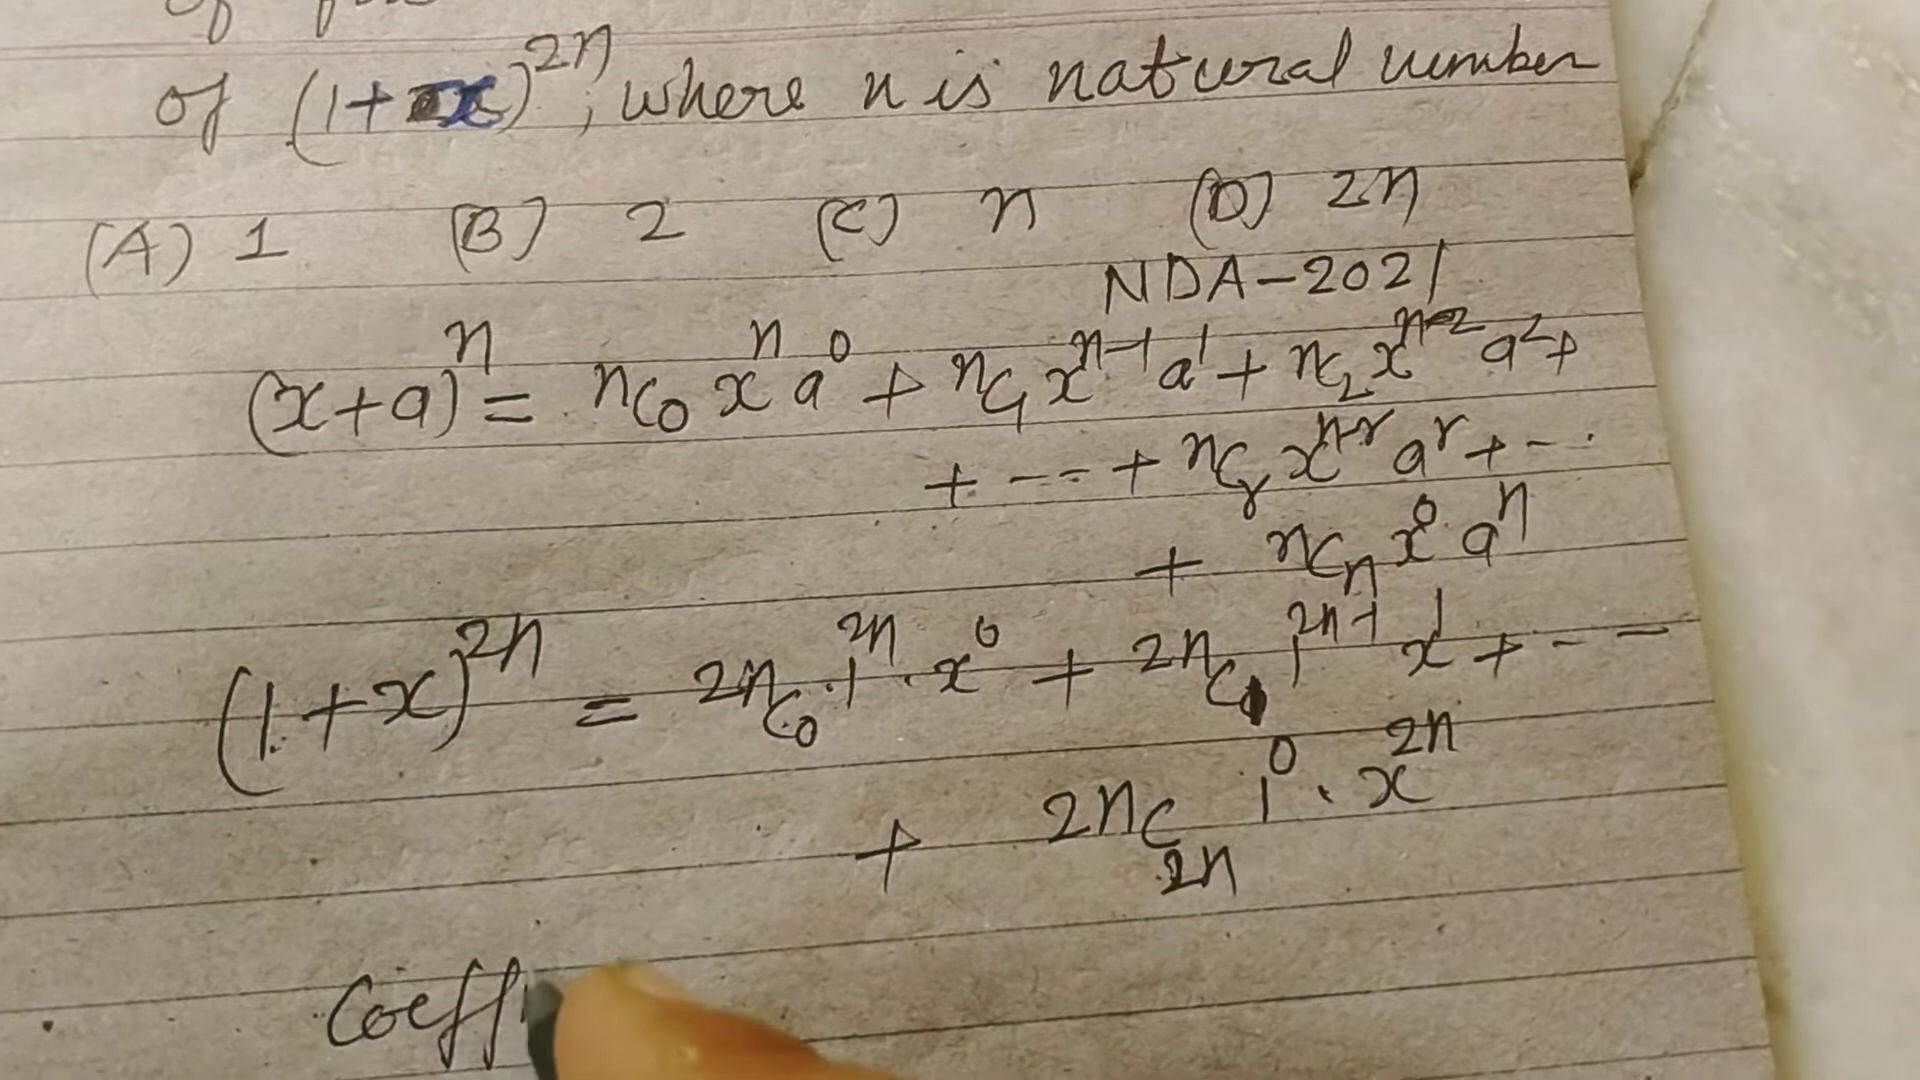 of (1+x)^2n, where n is natural number
(A) 1 (B) 2 (C) n (D) 2n
NDA-2021
(x+a)^n = nC0 x^n a^0 + nC1 x^n-1 a^1 + nC2 x^n-2 a^2 +
+ --- + nCr x^n-r a^r + ---
+ nCn x^0 a^n
(1+x)^2n = 2nC0 . 1^2n . x^0 + 2nC1 1^2n-1 x^1 + ---
+ 2nC2n 1^0 . x^2n
Coeff